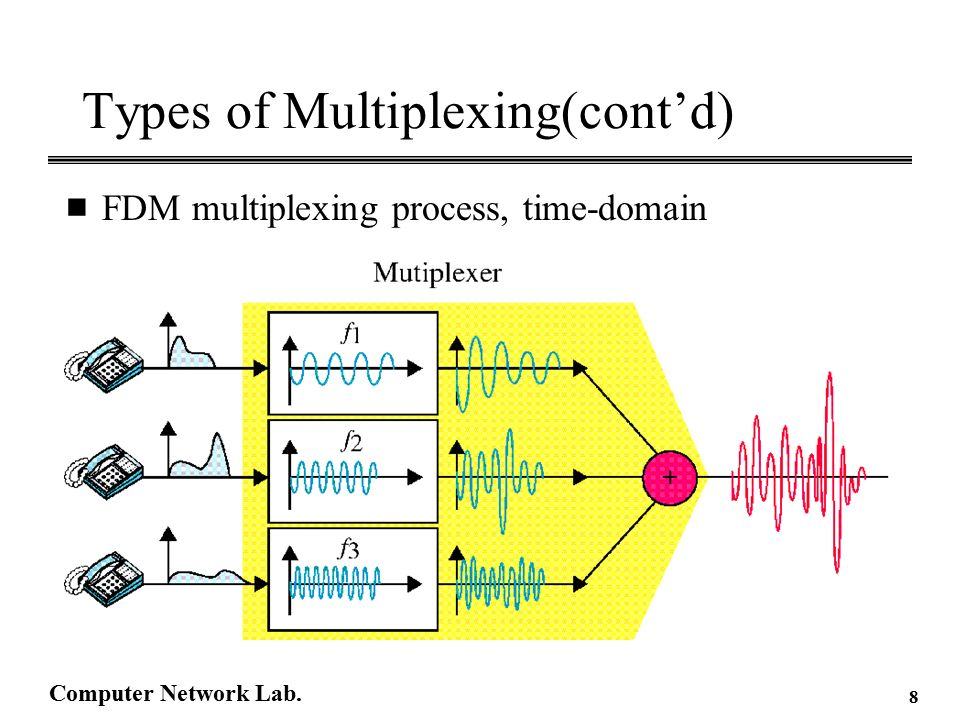 Types of Multiplexing(cont’d)
FDM multiplexing process, time-domain
Mutiplexer
f1
f2
f3
+
Computer Network Lab.
8